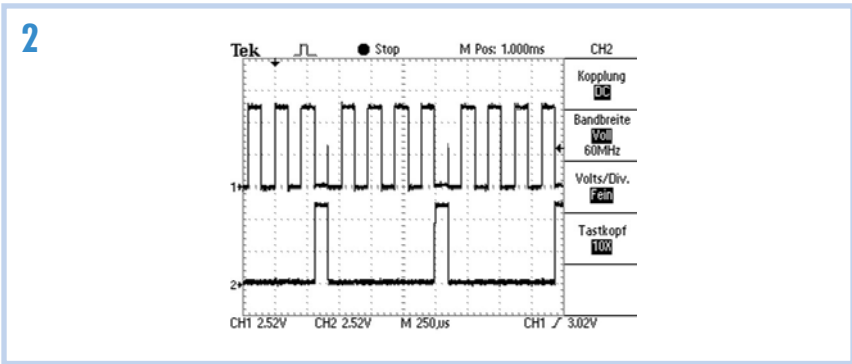 2
Tek Stop M Pos: 1.000ms CH2
Kopplung
DC
Bandbreite
Voll
60MHz
Volts/Div.
Fein
Tastkopf
10X
1
2
CH1 2.52V CH2 2.52V M 250µs CH1 3.02V